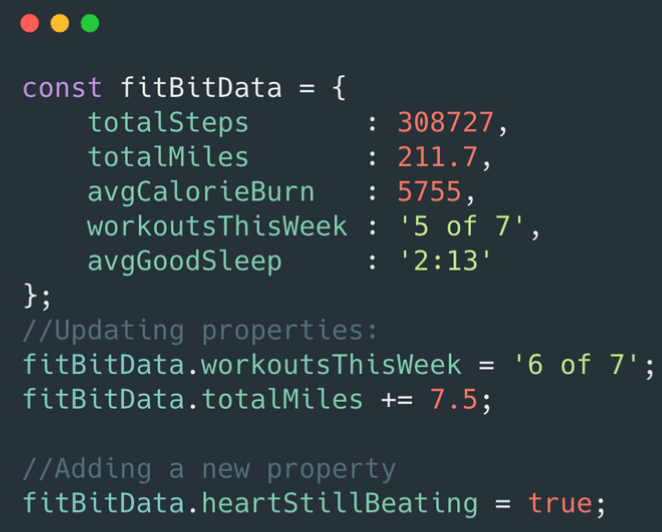 const fitBitData = {
    totalSteps       : 308727,
    totalMiles       : 211.7,
    avgCalorieBurn   : 5755,
    workoutsThisWeek : '5 of 7',
    avgGoodSleep     : '2:13'
};
//Updating properties:
fitBitData.workoutsThisWeek = '6 of 7';
fitBitData.totalMiles += 7.5;

//Adding a new property
fitBitData.heartStillBeating = true;